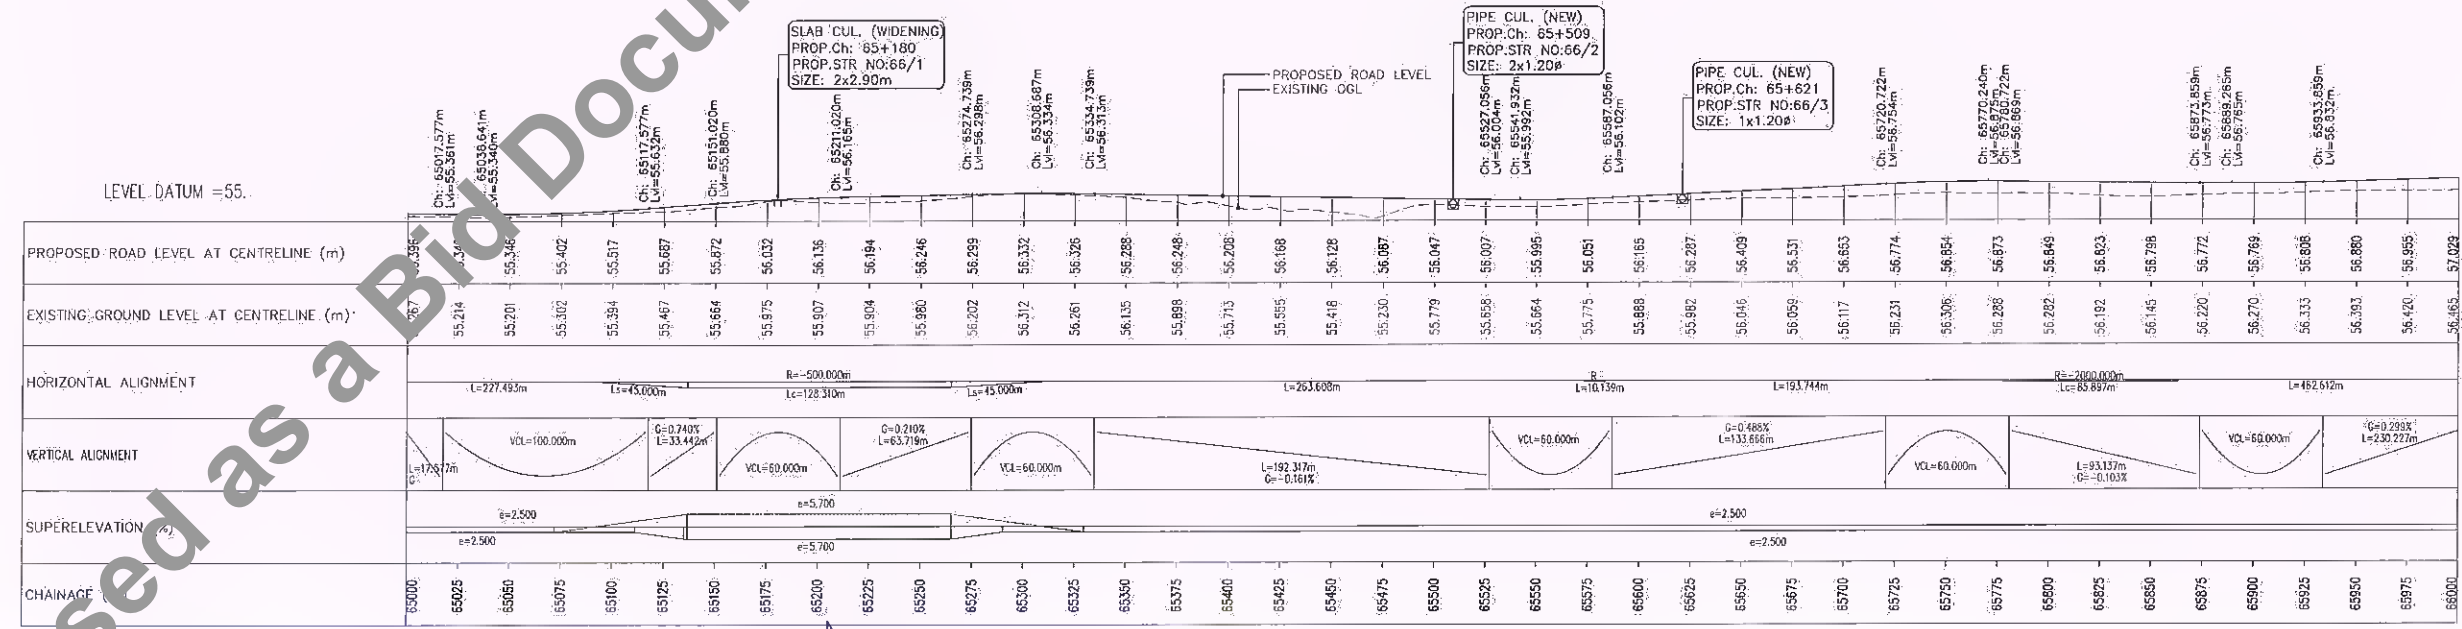 SLAB CUL. (WIDENING)
PROP.Ch: 65+180
PROP.STR NO:66/1
SIZE: 2x2.90m
PIPE CUL. (NEW)
PROP.Ch: 65+509
PROP.STR NO:66/2
SIZE: 2x1.20ø
PIPE CUL. (NEW)
PROP.Ch: 65+621
PROP.STR NO:66/3
SIZE: 1x1.20ø
PROPOSED ROAD LEVEL
EXISTING OGL
Ch: 65017.577m
Lvl=55.361m
65038.641m
Lvl=55.340m
Ch: 65117.577m
Lvl=55.632m
Ch: 65151.020m
Lvl=55.880m
Ch: 65211.020m
Lvl=56.165m
Ch: 65274.739m
Lvl=56.298m
Ch: 65308.687m
Lvl=56.334m
Ch: 65334.739m
Lvl=56.313m
Ch: 65527.056m
Lvl=56.004m
Ch: 65541.932m
Lvl=55.992m
Ch: 65587.056m
Lvl=56.102m
Ch: 65720.722m
Lvl=56.754m
Ch: 65770.240m
Lvl=56.875m
Ch: 65780.722m
Lvl=56.869m
Ch: 65873.859m
Lvl=56.773m
Ch: 65889.265m
Lvl=56.765m
Ch: 65933.859m
Lvl=56.832m
LEVEL DATUM =55.
PROPOSED ROAD LEVEL AT CENTRELINE (m)
55.346 55.402 55.517 55.687 55.872 56.032 56.136 56.194 56.246 56.299 56.332 56.326 56.288 56.248 56.208 56.168 56.128 56.087 56.047 56.007 55.995 56.051 56.165 56.287 56.409 56.531 56.653 56.774 56.854 56.873 56.849 56.823 56.798 56.772 56.769 56.808 56.880 56.955 57.029
EXISTING GROUND LEVEL AT CENTRELINE (m)
.267 55.214 55.201 55.302 55.394 55.467 55.664 55.975 55.907 55.904 55.980 56.202 56.312 56.261 56.135 55.898 55.713 55.555 55.418 55.230 55.779 55.658 55.664 55.775 55.888 55.982 56.046 56.059 56.117 56.231 56.306 56.288 56.282 56.192 56.145 56.220 56.270 56.333 56.393 56.420 56.465
HORIZONTAL ALIGNMENT
L=227.493m Ls=45.000m R=-500.000m Lc=128.310m Ls=45.000m L=263.608m R= L=10.139m L=193.744m R=-2000.000m Lc=85.897m L=462.612m
VERTICAL ALIGNMENT
L=17.577m
G=
VCL=100.000m
G=0.740%
L=33.442m
VCL=60.000m
G=0.210%
L=63.719m
VCL=60.000m
L=192.317m
G=-0.161%
VCL=60.000m
G=0.488%
L=133.666m
VCL=60.000m
L=93.137m
G=-0.103%
VCL=60.000m
G=0.299%
L=230.227m
SUPERELEVATION (%)
e=2.500 e=5.700 e=2.500
e=2.500 e=5.700 e=2.500
CHAINAGE
65000 65025 65050 65075 65100 65125 65150 65175 65200 65225 65250 65275 65300 65325 65350 65375 65400 65425 65450 65475 65500 65525 65550 65575 65600 65625 65650 65675 65700 65725 65750 65775 65800 65825 65850 65875 65900 65925 65950 65975 66000
sed as a Bid Docu